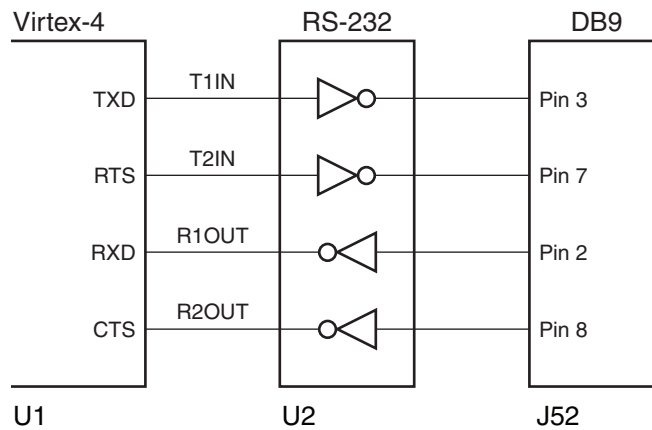 Virtex-4 RS-232 DB9
TXD T1IN Pin 3
RTS T2IN Pin 7
RXD R1OUT Pin 2
CTS R2OUT Pin 8
U1 U2 J52